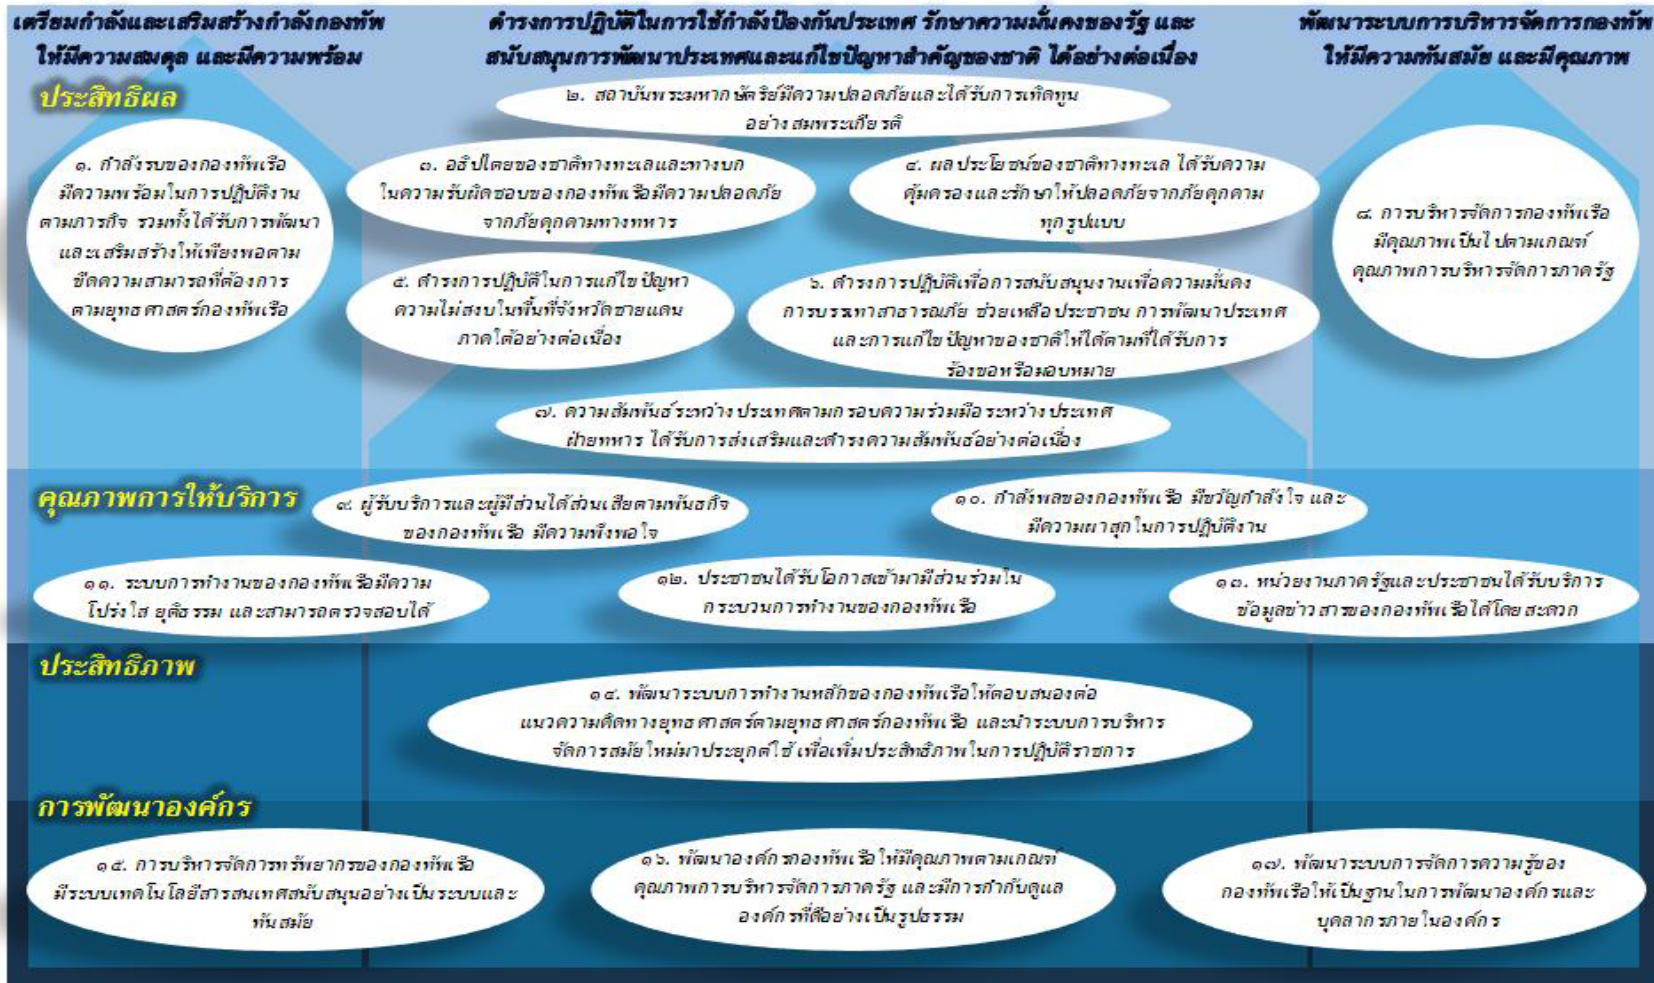 เตรียมกำลังและเสริมสร้างกำลังกองทัพ
ให้มีความสมดุล และมีความพร้อม
ดำรงการปฏิบัติในการใช้กำลังป้องกันประเทศ รักษาความมั่นคงของรัฐ และ
สนับสนุนการพัฒนาประเทศและแก้ไขปัญหาสำคัญของชาติ ได้อย่างต่อเนื่อง
พัฒนาระบบการบริหารจัดการกองทัพ
ให้มีความทันสมัย และมีคุณภาพ
ประสิทธิผล
๒. สถาบันพระมหากษัตริย์มีความปลอดภัยและได้รับการเทิดทูน
อย่างสมพระเกียรติ
๑. กำลังรบของกองทัพเรือ
มีความพร้อมในการปฏิบัติงาน
ตามภารกิจ รวมทั้งได้รับการพัฒนา
และเสริมสร้างให้เพียงพอตาม
ขีดความสามารถที่ต้องการ
ตามยุทธศาสตร์กองทัพเรือ
๓. อธิปไตยของชาติทางทะเลและทางบก
ในความรับผิดชอบของกองทัพเรือมีความปลอดภัย
จากภัยคุกคามทางทหาร
๔. ผลประโยชน์ของชาติทางทะเล ได้รับความ
คุ้มครองและรักษาให้ปลอดภัยจากภัยคุกคาม
ทุกรูปแบบ
๘. การบริหารจัดการกองทัพเรือ
มีคุณภาพเป็นไปตามเกณฑ์
คุณภาพการบริหารจัดการภาครัฐ
๕. ดำรงการปฏิบัติในการแก้ไขปัญหา
ความไม่สงบในพื้นที่จังหวัดชายแดน
ภาคใต้อย่างต่อเนื่อง
๖. ดำรงการปฏิบัติเพื่อการสนับสนุนงานเพื่อความมั่นคง
การบรรเทาสาธารณภัย ช่วยเหลือประชาชน การพัฒนาประเทศ
และการแก้ไขปัญหาของชาติให้ได้ตามที่ได้รับการ
ร้องขอหรือมอบหมาย
๗. ความสัมพันธ์ระหว่างประเทศตามกรอบความร่วมมือระหว่างประเทศ
ฝ่ายทหาร ได้รับการส่งเสริมและดำรงความสัมพันธ์อย่างต่อเนื่อง
คุณภาพการให้บริการ
๙. ผู้รับบริการและผู้มีส่วนได้ส่วนเสียตามพันธกิจ
ของกองทัพเรือ มีความพึงพอใจ
๑๐. กำลังพลของกองทัพเรือ มีขวัญกำลังใจ และ
มีความผาสุกในการปฏิบัติงาน
๑๑. ระบบการทำงานของกองทัพเรือมีความ
โปร่งใส ยุติธรรม และสามารถตรวจสอบได้
๑๒. ประชาชนได้รับโอกาสเข้ามามีส่วนร่วมใน
กระบวนการทำงานของกองทัพเรือ
๑๓. หน่วยงานภาครัฐและประชาชนได้รับบริการ
ข้อมูลข่าวสารของกองทัพเรือได้โดยสะดวก
ประสิทธิภาพ
๑๔. พัฒนาระบบการทำงานหลักของกองทัพเรือให้ตอบสนองต่อ
แนวความคิดทางยุทธศาสตร์ตามยุทธศาสตร์กองทัพเรือ และนำระบบการบริหาร
จัดการสมัยใหม่มาประยุกต์ใช้ เพื่อเพิ่มประสิทธิภาพในการปฏิบัติราชการ
การพัฒนาองค์กร
๑๕. การบริหารจัดการทรัพยากรของกองทัพเรือ
มีระบบเทคโนโลยีสารสนเทศสนับสนุนอย่างเป็นระบบและ
ทันสมัย
๑๖. พัฒนาองค์กรกองทัพเรือให้มีคุณภาพตามเกณฑ์
คุณภาพการบริหารจัดการภาครัฐ และมีการกำกับดูแล
องค์กรที่ดีอย่างเป็นรูปธรรม
๑๗. พัฒนาระบบการจัดการความรู้ของ
กองทัพเรือให้เป็นฐานในการพัฒนาองค์กรและ
บุคลากรภายในองค์กร